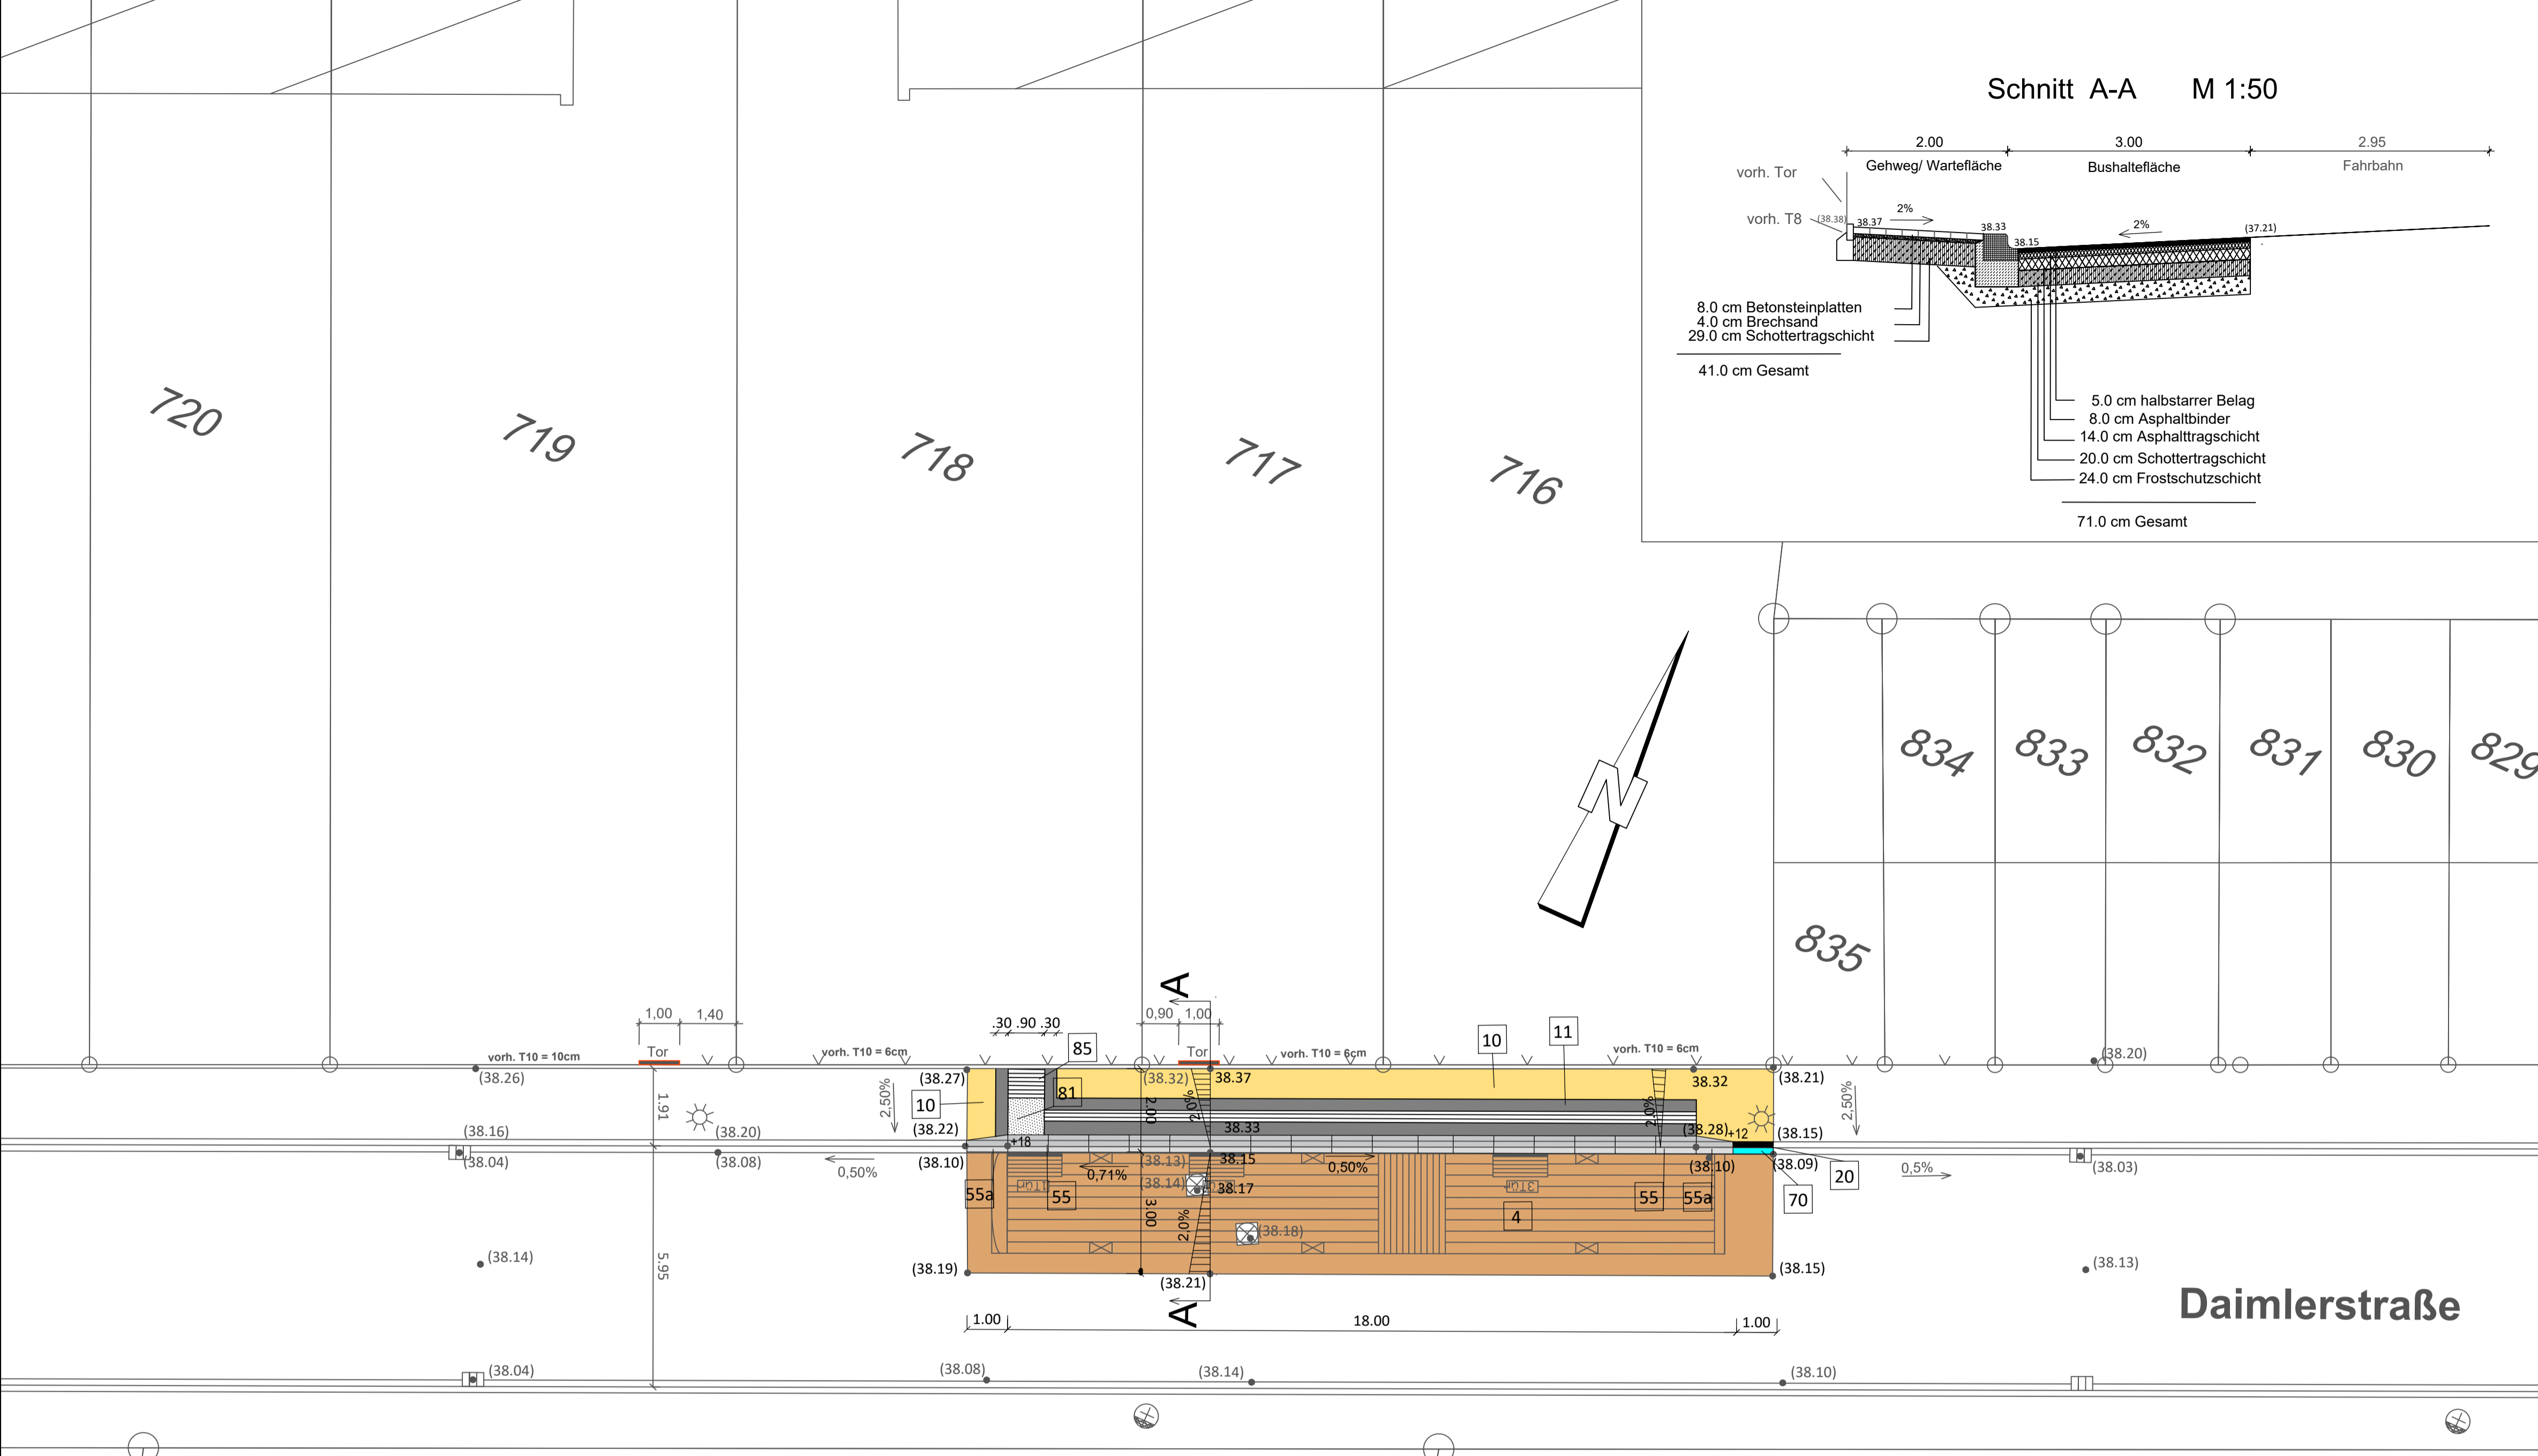 Schnitt A-A M 1:50
2.00 3.00 2.95
Gehweg/ Wartefläche Bushaltefläche Fahrbahn
vorh. Tor
vorh. T8 (38.38) 38.37 2% 38.33 38.15 2% (37.21)
8.0 cm Betonsteinplatten
4.0 cm Brechsand
29.0 cm Schottertragschicht
41.0 cm Gesamt
5.0 cm halbstarrer Belag
8.0 cm Asphaltbinder
14.0 cm Asphalttragschicht
20.0 cm Schottertragschicht
24.0 cm Frostschutzschicht
71.0 cm Gesamt
720 719 718 717 716
N
834 833 832 831 830 829
835
A
1,00 1,40 .30 .90 .30 0,90 1,00 10 11
85
vorh. T10 = 10cm Tor vorh. T10 = 6cm Tor vorh. T10 = 6cm vorh. T10 = 6cm (38.20)
(38.26) (38.27) (38.32) 38.37 38.32 (38.21)
81
10
2,50% 1.91 2.00 2.0% 2.0% 2,50%
(38.16) (38.20) (38.22) +18 38.33 (38.28) +12 (38.15)
(38.04) (38.08) 0,50% (38.10) 0,71% (38.13) 38.15 0,50% (38.10) (38.09) 20 0,5% (38.03)
55a 1Tür 55 (38.14) 38.17 3Tür 55 55a 70
3.00 2,0% 4
(38.18)
(38.14) 5.95 (38.19) (38.21) (38.15) (38.13)
A
Daimlerstraße
1.00 18.00 1.00
(38.04) (38.08) (38.14) (38.10)